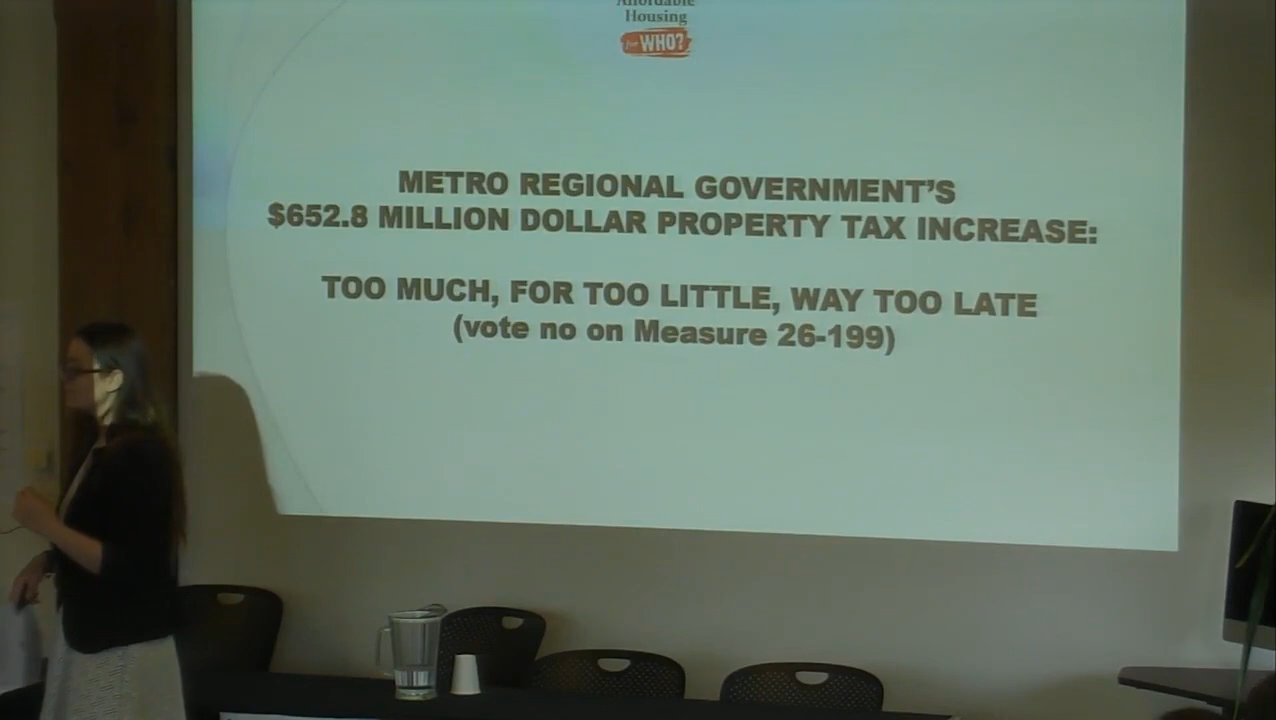 Affordable
Housing
for WHO?
METRO REGIONAL GOVERNMENT'S
$652.8 MILLION DOLLAR PROPERTY TAX INCREASE:
TOO MUCH, FOR TOO LITTLE, WAY TOO LATE
(vote no on Measure 26-199)